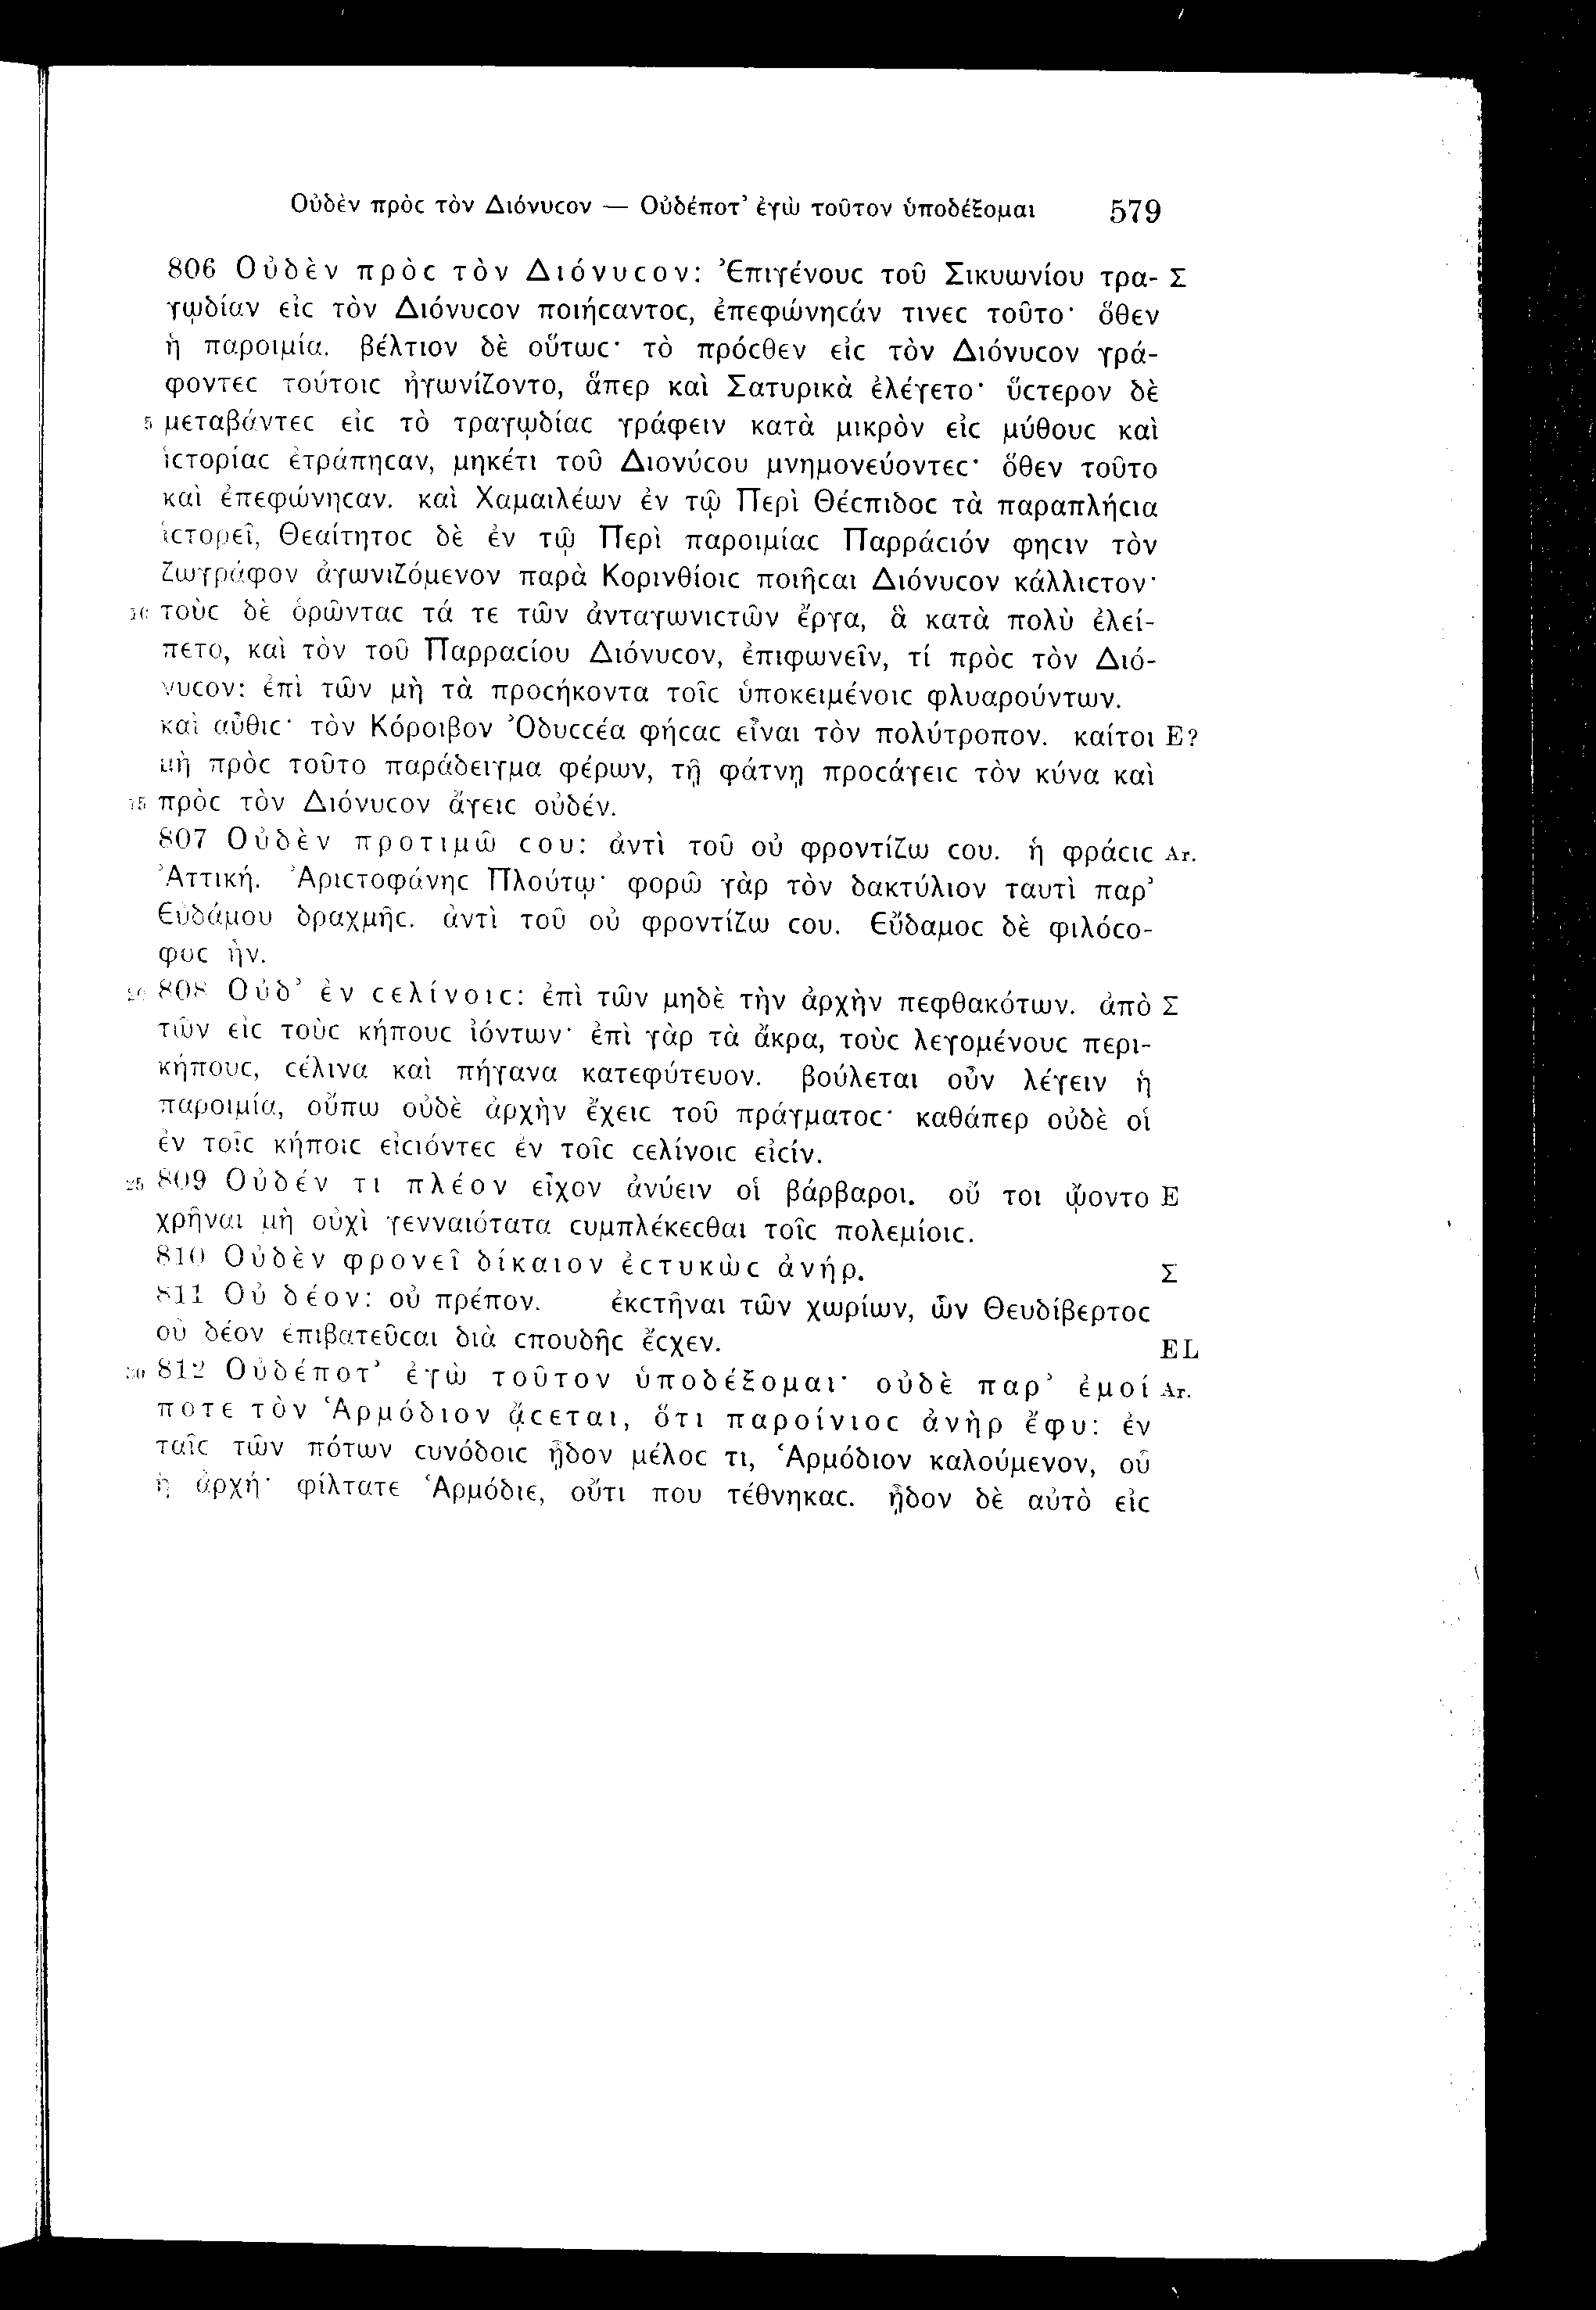 Οὐδὲν πρὸϲ τὸν Διόνυϲον — Οὐδέποτ’ ἐγὼ τοῦτον ὑποδέξομαι 579
806 Οὐδὲν πρὸϲ τὸν Διόνυϲον: Ἐπιγένουϲ τοῦ Σικυωνίου τρα- Σ
γῳδίαν εἰϲ τὸν Διόνυϲον ποιήϲαντοϲ, ἐπεφώνηϲάν τινεϲ τοῦτο· ὅθεν
ἡ παροιμία. βέλτιον δὲ οὕτωϲ· τὸ πρόϲθεν εἰϲ τὸν Διόνυϲον γρά-
φοντεϲ τούτοιϲ ἠγωνίζοντο, ἅπερ καὶ Σατυρικὰ ἐλέγετο· ὕϲτερον δὲ
5 μεταβάντεϲ εἰϲ τὸ τραγῳδίαϲ γράφειν κατὰ μικρὸν εἰϲ μύθουϲ καὶ
ἱϲτορίαϲ ἐτράπηϲαν, μηκέτι τοῦ Διονύϲου μνημονεύοντεϲ· ὅθεν τοῦτο
καὶ ἐπεφώνηϲαν. καὶ Χαμαιλέων ἐν τῷ Περὶ Θέϲπιδοϲ τὰ παραπλήϲια
ἱϲτορεῖ, Θεαίτητοϲ δὲ ἐν τῷ Περὶ παροιμίαϲ Παρράϲιόν φηϲιν τὸν
ζωγράφον ἀγωνιζόμενον παρὰ Κορινθίοιϲ ποιῆϲαι Διόνυϲον κάλλιϲτον·
10 τοὺϲ δὲ ὁρῶνταϲ τά τε τῶν ἀνταγωνιϲτῶν ἔργα, ἃ κατὰ πολὺ ἐλεί-
πετο, καὶ τὸν τοῦ Παρραϲίου Διόνυϲον, ἐπιφωνεῖν, τί πρὸϲ τὸν Διό-
νυϲον: ἐπὶ τῶν μὴ τὰ προϲήκοντα τοῖϲ ὑποκειμένοιϲ φλυαρούντων.
καὶ αὖθιϲ· τὸν Κόροιβον Ὀδυϲϲέα φήϲαϲ εἶναι τὸν πολύτροπον. καίτοι E?
μὴ πρὸϲ τοῦτο παράδειγμα φέρων, τῇ φάτνῃ προϲάγειϲ τὸν κύνα καὶ
15 πρὸϲ τὸν Διόνυϲον ἄγειϲ οὐδέν.
807 Οὐδὲν προτιμῶ ϲου: ἀντὶ τοῦ οὐ φροντίζω ϲου. ἡ φράϲιϲ Ar.
Ἀττική. Ἀριϲτοφάνηϲ Πλούτῳ· φορῶ γὰρ τὸν δακτύλιον ταυτὶ παρ’
Εὐδάμου δραχμῆϲ. ἀντὶ τοῦ οὐ φροντίζω ϲου. Εὔδαμοϲ δὲ φιλόϲο-
φοϲ ἦν.
20 808 Οὐδ’ ἐν ϲελίνοιϲ: ἐπὶ τῶν μηδὲ τὴν ἀρχὴν πεφθακότων. ἀπὸ Σ
τῶν εἰϲ τοὺϲ κήπουϲ ἰόντων· ἐπὶ γὰρ τὰ ἄκρα, τοὺϲ λεγομένουϲ περι-
κήπουϲ, ϲέλινα καὶ πήγανα κατεφύτευον. βούλεται οὖν λέγειν ἡ
παροιμία, οὔπω οὐδὲ ἀρχὴν ἔχειϲ τοῦ πράγματοϲ· καθάπερ οὐδὲ οἱ
ἐν τοῖϲ κήποιϲ εἰϲιόντεϲ ἐν τοῖϲ ϲελίνοιϲ εἰϲίν.
25 809 Οὐδέν τι πλέον εἶχον ἀνύειν οἱ βάρβαροι. οὔ τοι ᾤοντο E
χρῆναι μὴ οὐχὶ γενναιότατα ϲυμπλέκεϲθαι τοῖϲ πολεμίοιϲ.
810 Οὐδὲν φρονεῖ δίκαιον ἐϲτυκὼϲ ἀνήρ. Σ
811 Οὐ δέον: οὐ πρέπον. ἐκϲτῆναι τῶν χωρίων, ὧν Θευδίβερτοϲ
οὐ δέον ἐπιβατεῦϲαι διὰ ϲπουδῆϲ ἔϲχεν. EL
30 812 Οὐδέποτ’ ἐγὼ τοῦτον ὑποδέξομαι· οὐδὲ παρ’ ἐμοί Ar.
ποτε τὸν Ἁρμόδιον ᾄϲεται, ὅτι παροίνιοϲ ἀνὴρ ἔφυ: ἐν
ταῖϲ τῶν πότων ϲυνόδοιϲ ᾖδον μέλοϲ τι, Ἁρμόδιον καλούμενον, οὗ
ἡ ἀρχή· φίλτατε Ἁρμόδιε, οὔτι που τέθνηκαϲ. ᾖδον δὲ αὐτὸ εἰϲ